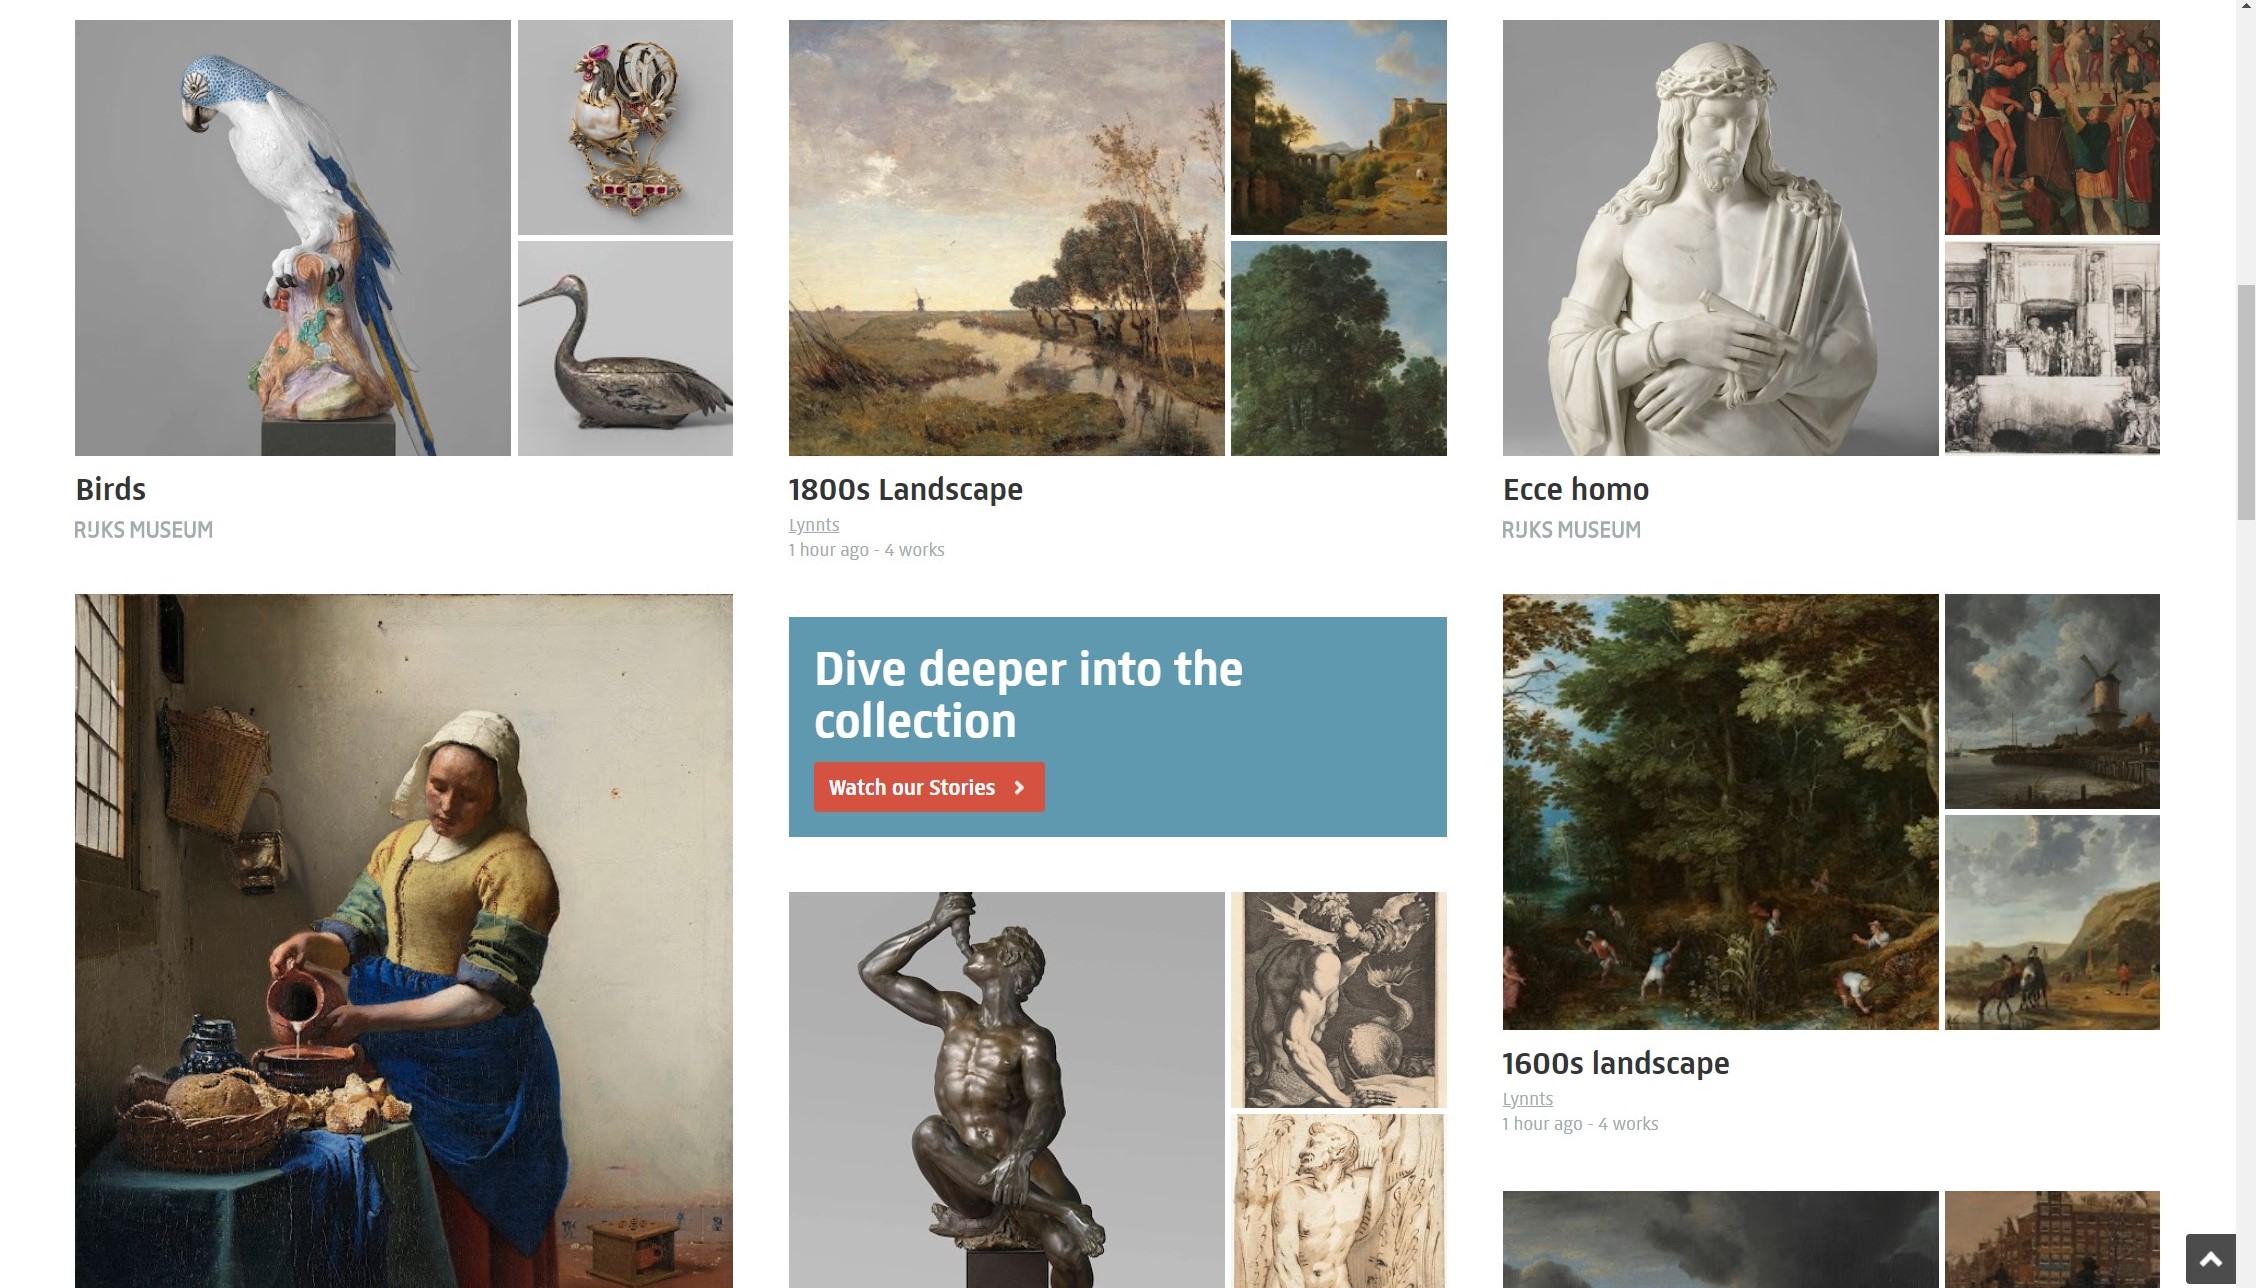 Birds
RIJKS MUSEUM
1800s Landscape
Lynnts
1 hour ago - 4 works
Ecce homo
RIJKS MUSEUM
Dive deeper into the
collection
Watch our Stories
1600s landscape
Lynnts
1 hour ago - 4 works